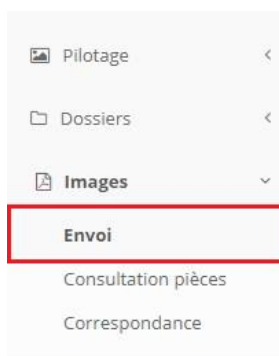 Pilotage
Dossiers
Images
Envoi
Consultation pièces
Correspondance